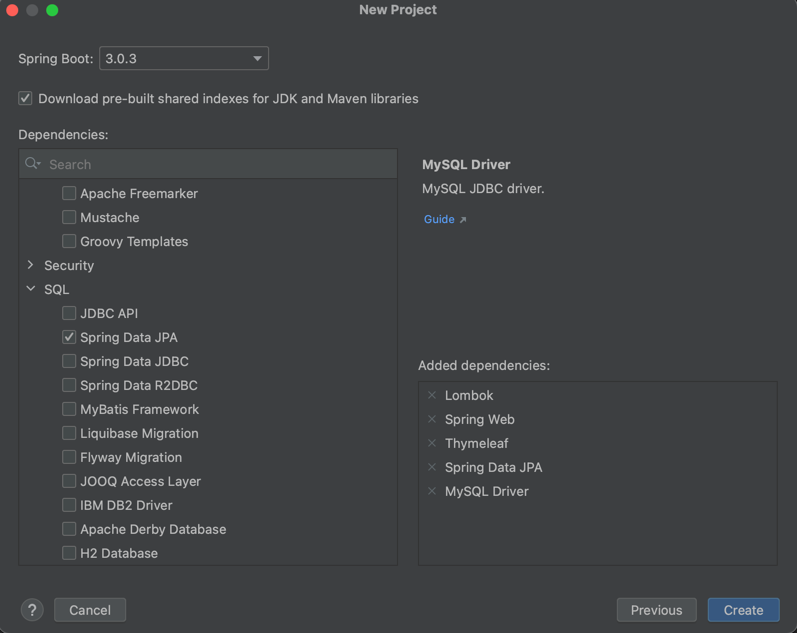 New Project
Spring Boot: 3.0.3
Download pre-built shared indexes for JDK and Maven libraries
Dependencies:
Search
Apache Freemarker
Mustache
Groovy Templates
Security
SQL
JDBC API
Spring Data JPA
Spring Data JDBC
Spring Data R2DBC
MyBatis Framework
Liquibase Migration
Flyway Migration
JOOQ Access Layer
IBM DB2 Driver
Apache Derby Database
H2 Database
MySQL Driver
MySQL JDBC driver.
Guide ↗
Added dependencies:
Lombok
Spring Web
Thymeleaf
Spring Data JPA
MySQL Driver
? Cancel Previous Create